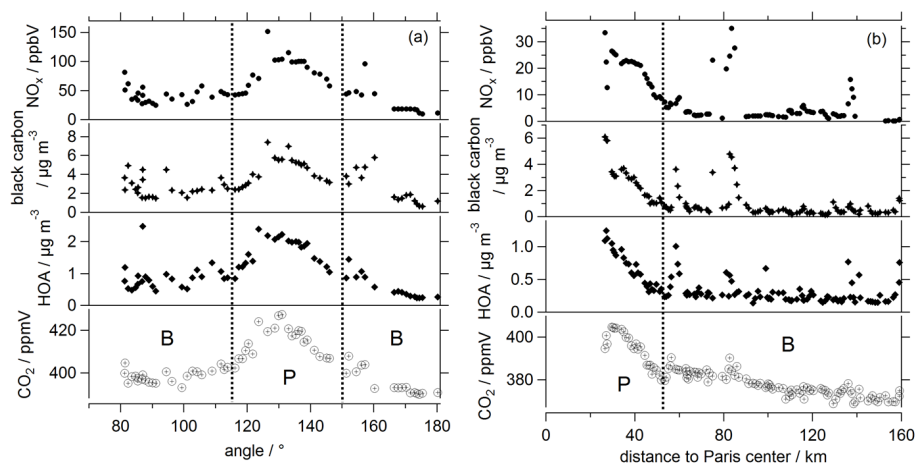 (a)
NOx / ppbV
150
100
50
0
black carbon
/ µg m⁻³
8
6
4
2
0
HOA / µg m⁻³
2
1
0
CO₂ / ppmV
420
400
B
P
B
80
100
120
140
160
180
angle / °
(b)
NOx / ppbV
35
30
20
10
0
black carbon
/ µg m⁻³
6
4
2
0
HOA / µg m⁻³
1.0
0.5
0.0
CO₂ / ppmV
400
380
P
B
0
40
80
120
160
distance to Paris center / km